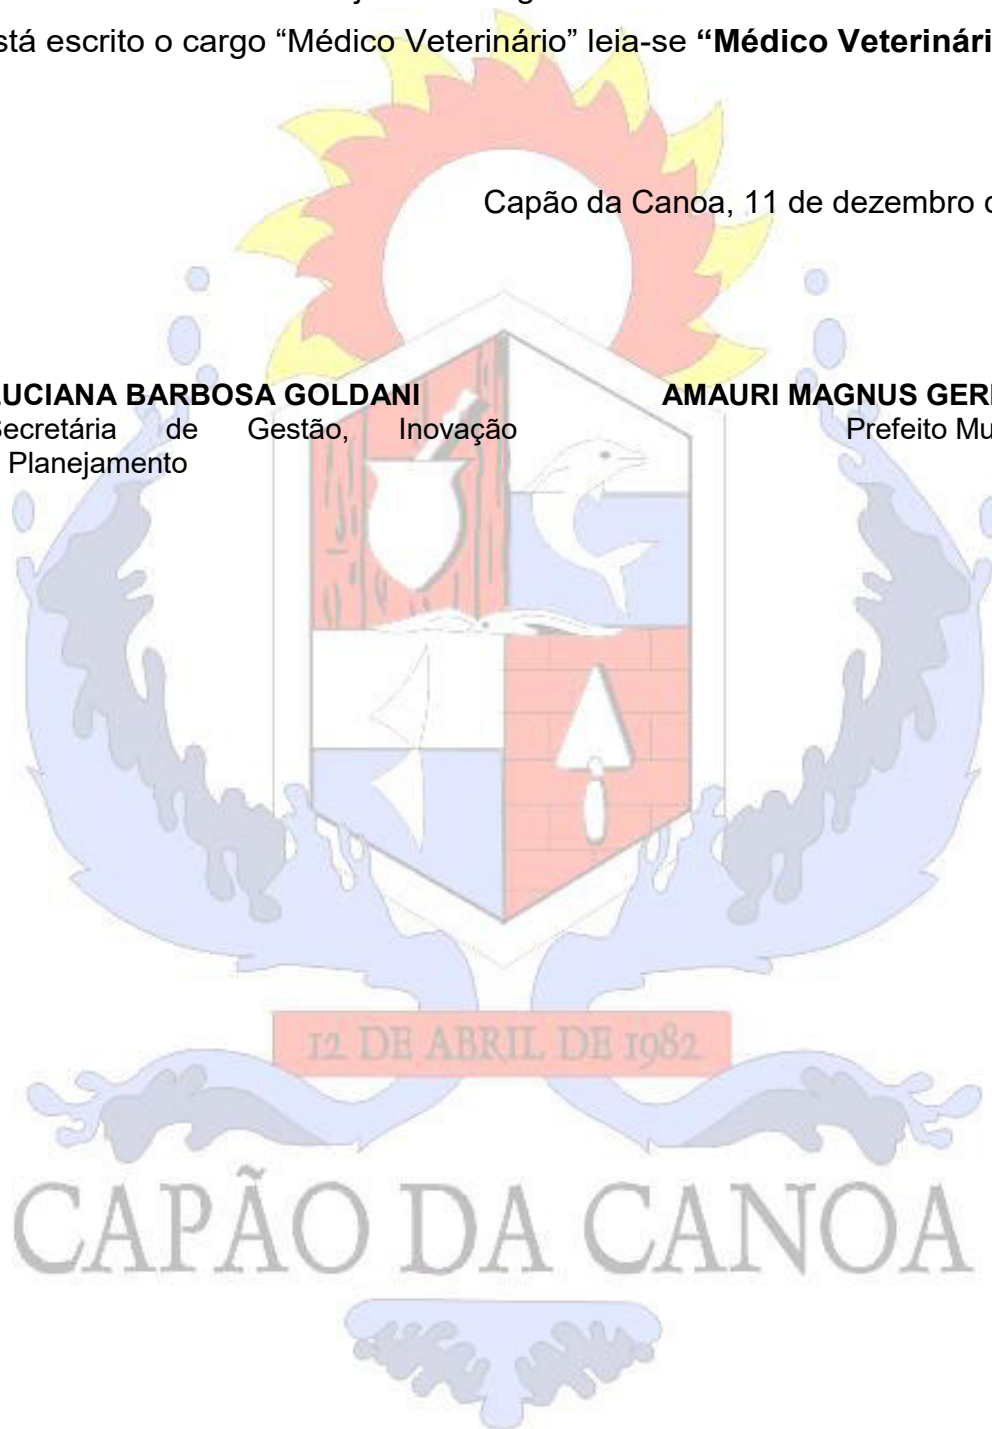 stá escrito o cargo “Médico Veterinário” leia-se “Médico Veterinári
Capão da Canoa, 11 de dezembro
LUCIANA BARBOSA GOLDANI
AMAURI MAGNUS GER
Secretária de Gestão, Inovação
Prefeito Mu
Planejamento
12 DE ABRIL DE 1982
CAPÃO DA CANOA